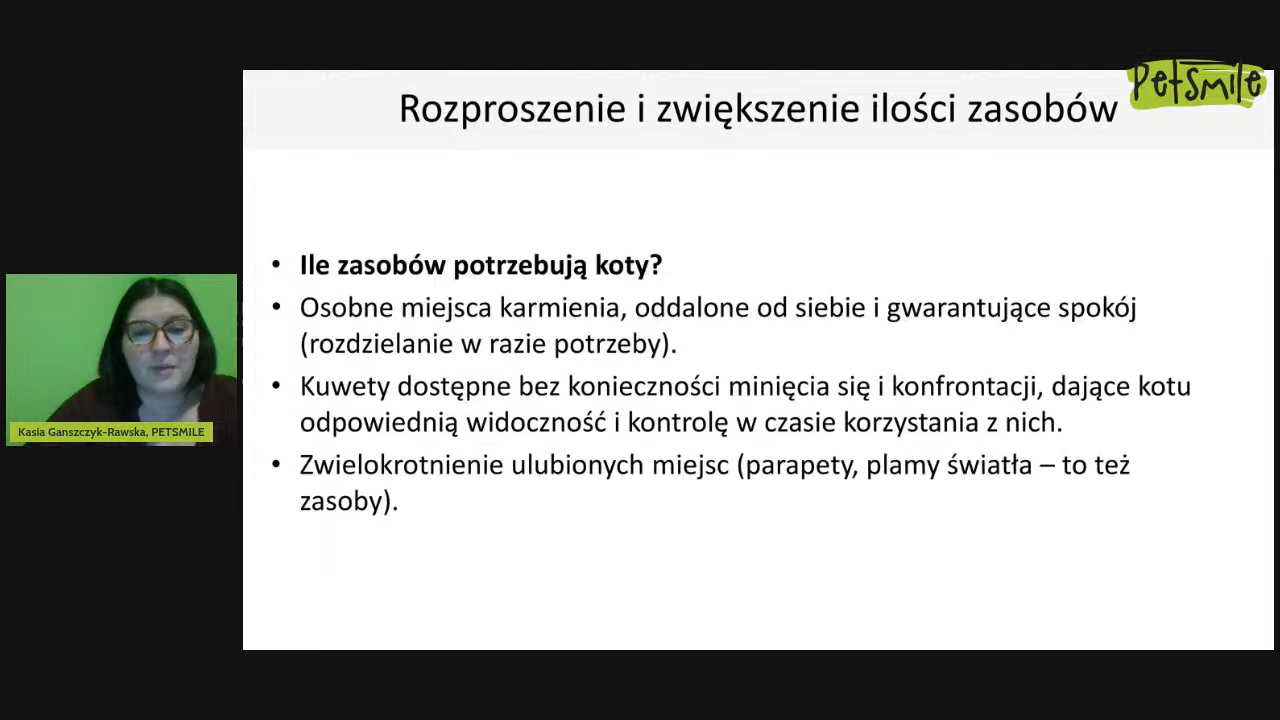 PetSmile
Rozproszenie i zwiększenie ilości zasobów
• Ile zasobów potrzebują koty?
• Osobne miejsca karmienia, oddalone od siebie i gwarantujące spokój
(rozdzielanie w razie potrzeby).
• Kuwety dostępne bez konieczności minięcia się i konfrontacji, dające kotu
odpowiednią widoczność i kontrolę w czasie korzystania z nich.
• Zwielokrotnienie ulubionych miejsc (parapety, plamy światła – to też
zasoby).
Kasia Ganszczyk-Rawska, PETSMILE